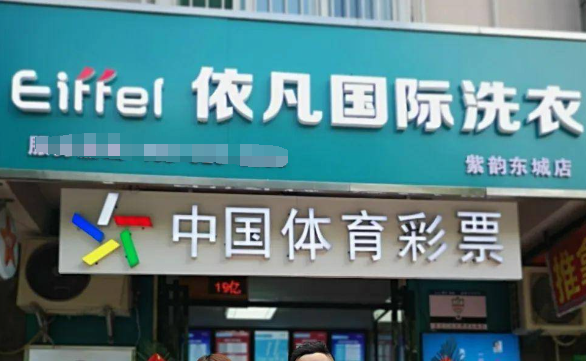 Eiffel 依凡国际洗衣
紫韵东城店
中国体育彩票
19亿